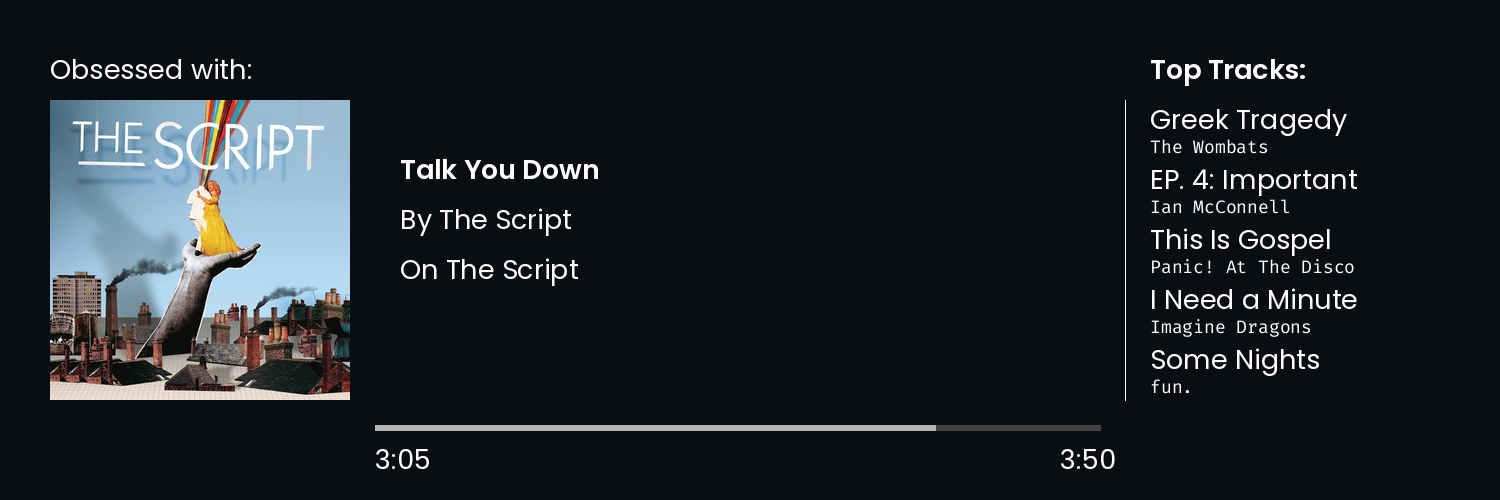 Obsessed with:
THE SCRIPT
Talk You Down
By The Script
On The Script
3:05
3:50
Top Tracks:
Greek Tragedy
The Wombats
EP. 4: Important
Ian McConnell
This Is Gospel
Panic! At The Disco
I Need a Minute
Imagine Dragons
Some Nights
fun.